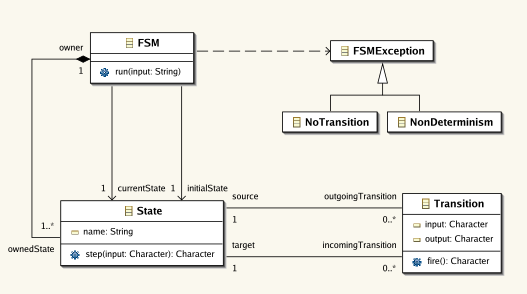 owner
FSM
FSMException
1
run(input: String)
NoTransition
NonDeterminism
1
currentState
1
initialState
source
outgoingTransition
State
Transition
1..*
name: String
1
0..*
input: Character
output: Character
ownedState
step(input: Character): Character
target
incomingTransition
1
0..*
fire(): Character